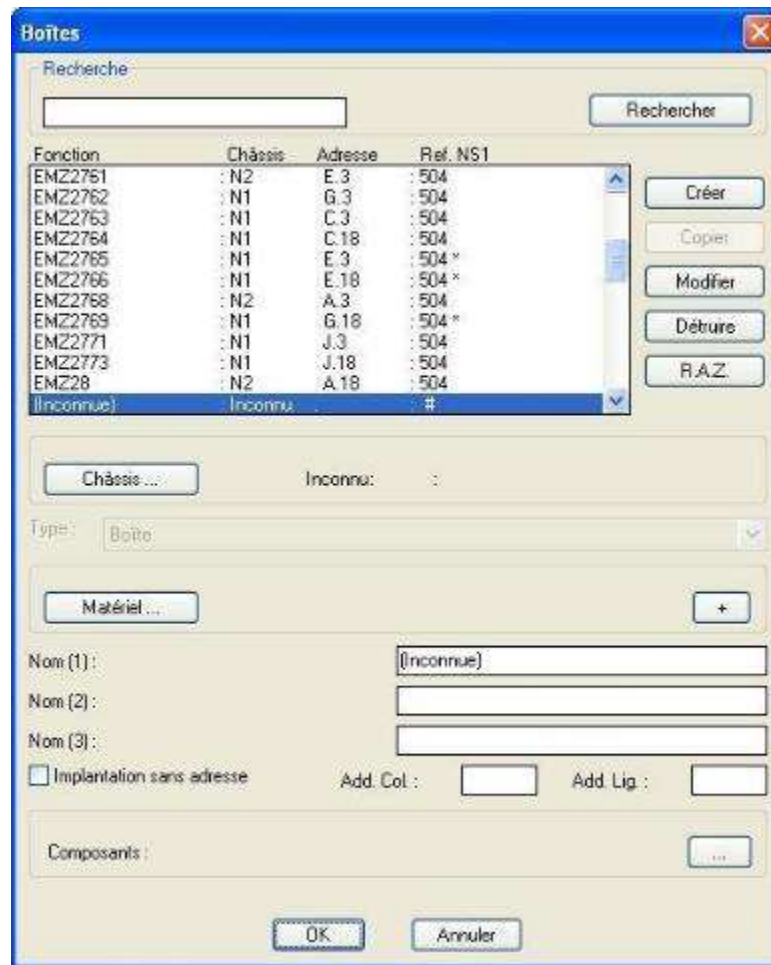 Boîtes
Recherche
Rechercher
Fonction Châssis Adresse Ref. NS1
EMZ2761 : N2 E.3 : 504
EMZ2762 : N1 G.3 : 504
EMZ2763 : N1 C.3 : 504
EMZ2764 : N1 C.18 : 504
EMZ2765 : N1 E.3 : 504 *
EMZ2766 : N1 E.18 : 504 *
EMZ2768 : N2 A.3 : 504
EMZ2769 : N1 G.18 : 504 *
EMZ2771 : N1 J.3 : 504
EMZ2773 : N1 J.18 : 504
EMZ28 : N2 A.18 : 504
(Inconnue) : Inconnu . : #
Créer
Copier
Modifier
Détruire
R.A.Z.
Châssis ... Inconnu: :
Type : Boîte
Matériel ... +
Nom (1) : (Inconnue)
Nom (2) :
Nom (3) :
Implantation sans adresse Add. Col. : Add. Lig. :
Composants : ...
OK Annuler